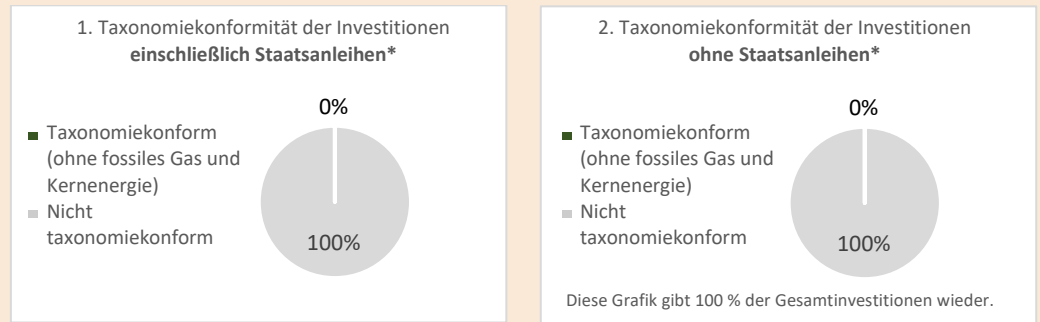 1. Taxonomiekonformität der Investitionen
einschließlich Staatsanleihen*
0%
Taxonomiekonform
(ohne fossiles Gas und
Kernenergie)
Nicht
taxonomiekonform
100%
2. Taxonomiekonformität der Investitionen
ohne Staatsanleihen*
0%
Taxonomiekonform
(ohne fossiles Gas und
Kernenergie)
Nicht
taxonomiekonform
100%
Diese Grafik gibt 100 % der Gesamtinvestitionen wieder.